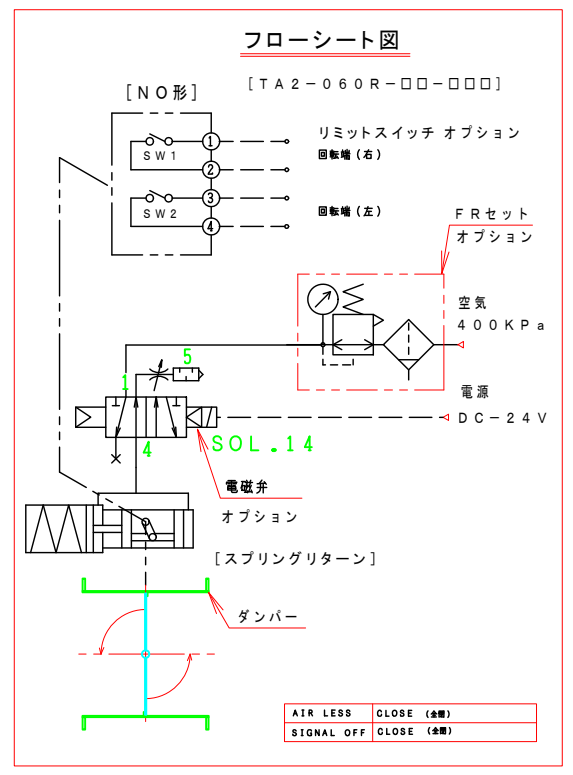 フローシート図
[TA2-060R-□□-□□□]
[NO形]
リミットスイッチ オプション
SW1
1
2
回転端(右)
SW2
3
4
回転端(左)
FRセット
オプション
空気
400KPa
電源
DC-24V
1
5
4
SOL.14
電磁弁
オプション
[スプリングリターン]
ダンパー
AIR LESS CLOSE (全閉)
SIGNAL OFF CLOSE (全閉)